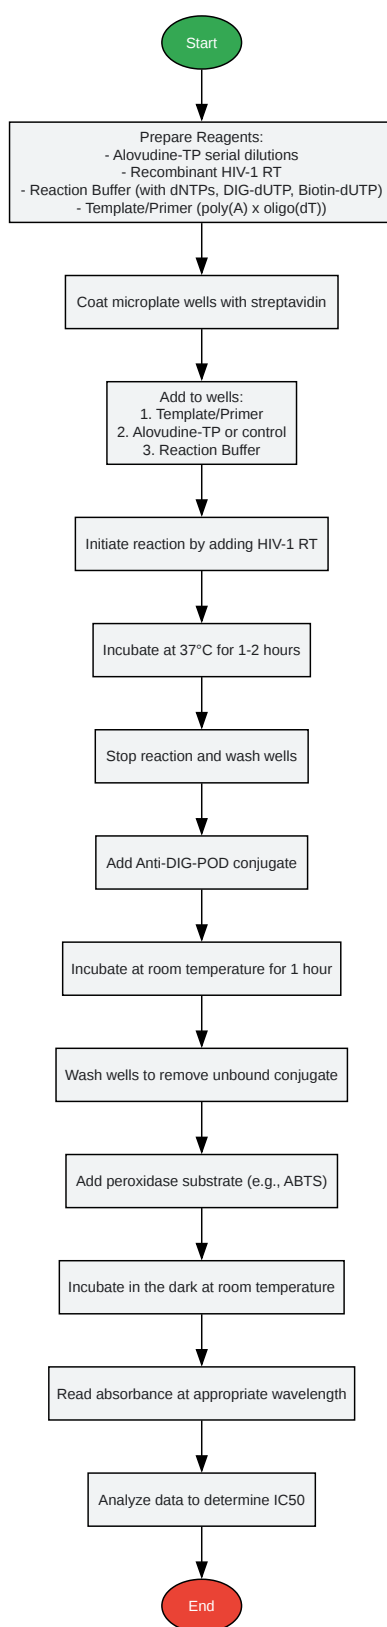 Start
Prepare Reagents:
- Alovudine-TP serial dilutions
- Recombinant HIV-1 RT
- Reaction Buffer (with dNTPs, DIG-dUTP, Biotin-dUTP)
- Template/Primer (poly(A) x oligo(dT))
Coat microplate wells with streptavidin
Add to wells:
1. Template/Primer
2. Alovudine-TP or control
3. Reaction Buffer
Initiate reaction by adding HIV-1 RT
Incubate at 37°C for 1-2 hours
Stop reaction and wash wells
Add Anti-DIG-POD conjugate
Incubate at room temperature for 1 hour
Wash wells to remove unbound conjugate
Add peroxidase substrate (e.g., ABTS)
Incubate in the dark at room temperature
Read absorbance at appropriate wavelength
Analyze data to determine IC50
End